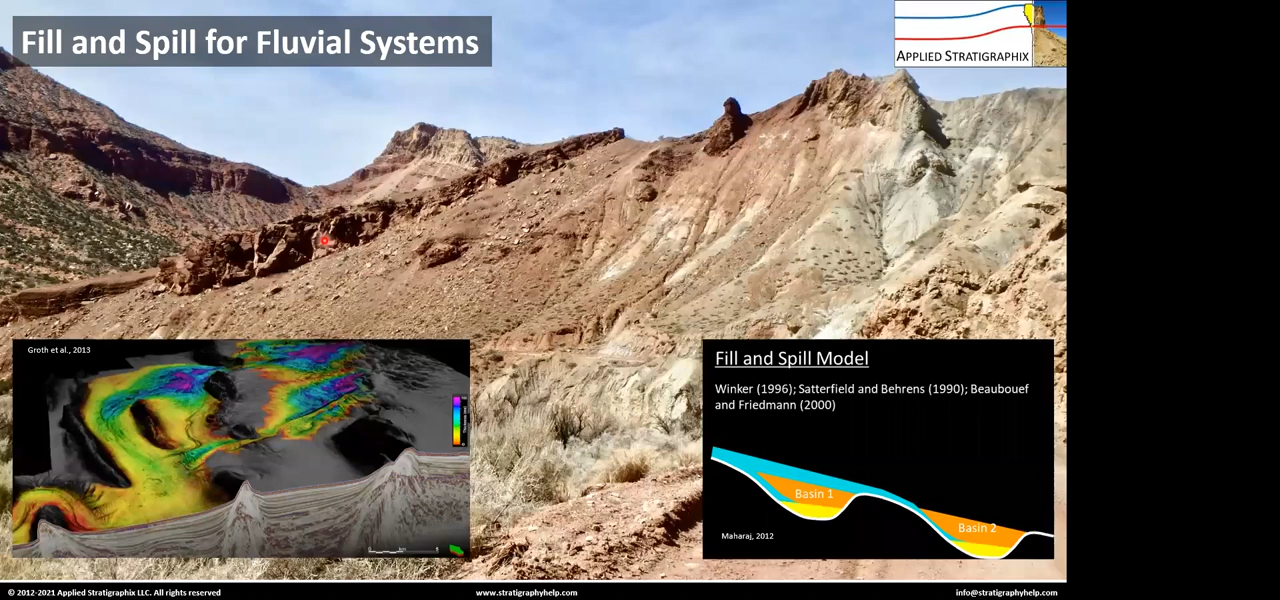 Fill and Spill for Fluvial Systems
APPLIED STRATIGRAPHIX
Groth et al., 2013
Fill and Spill Model
Winker (1996); Satterfield and Behrens (1990); Beaubouef
and Friedmann (2000)
Basin 1
Basin 2
Maharaj, 2012
© 2012-2021 Applied Stratigraphix LLC. All rights reserved
www.stratigraphyhelp.com
info@stratigraphyhelp.com